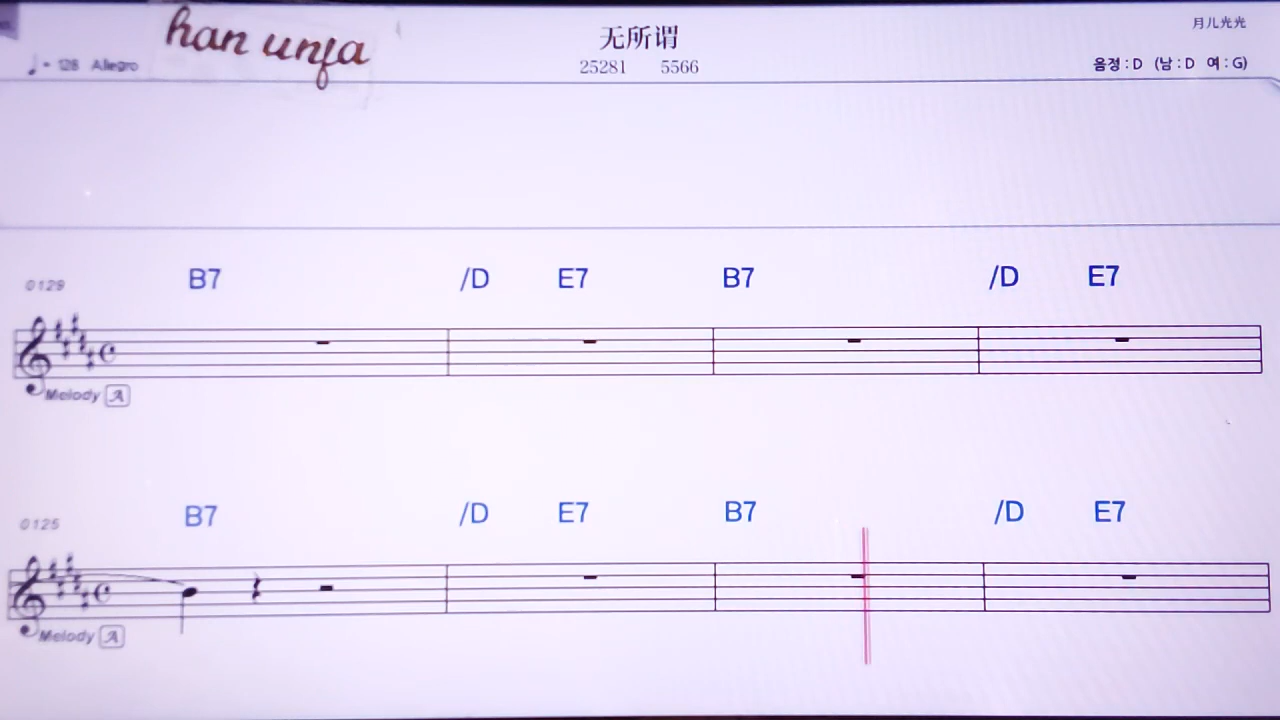 han unfa
无所谓
月儿光光
♩= 128 Allegro
25281 5566
음정 : D (남 : D 여 : G)
0129 B7 /D E7 B7 /D E7
Melody A
0125 B7 /D E7 B7 /D E7
Melody A